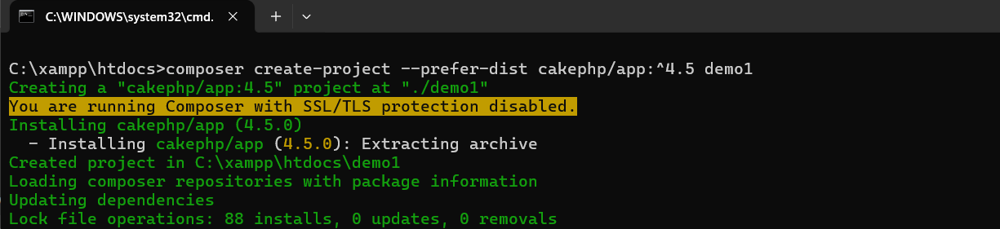 C:\WINDOWS\system32\cmd.
C:\xampp\htdocs>composer create-project --prefer-dist cakephp/app:^4.5 demo1
Creating a "cakephp/app:4.5" project at "./demo1"
You are running Composer with SSL/TLS protection disabled.
Installing cakephp/app (4.5.0)
  - Installing cakephp/app (4.5.0): Extracting archive
Created project in C:\xampp\htdocs\demo1
Loading composer repositories with package information
Updating dependencies
Lock file operations: 88 installs, 0 updates, 0 removals